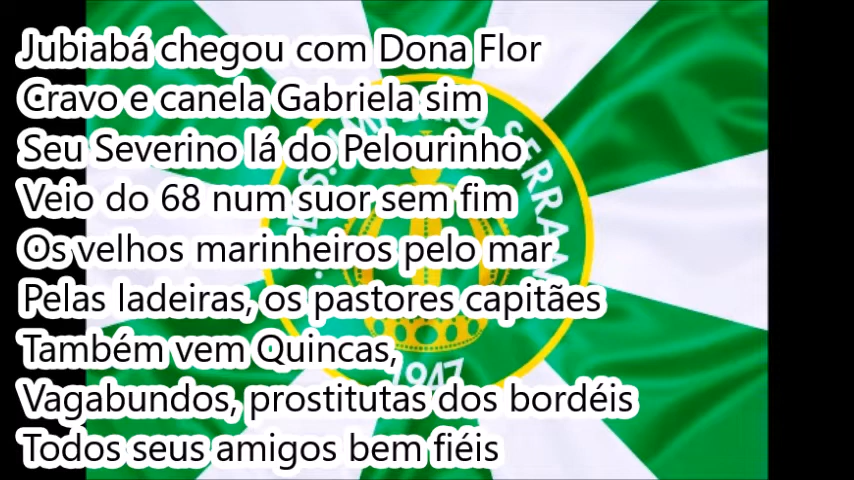 Jubiabá chegou com Dona Flor
Cravo e canela Gabriela sim
Seu Severino lá do Pelourinho
Veio do 68 num suor sem fim
Os velhos marinheiros pelo mar
Pelas ladeiras, os pastores capitães
Também vem Quincas,
Vagabundos, prostitutas dos bordéis
Todos seus amigos bem fiéis
1947